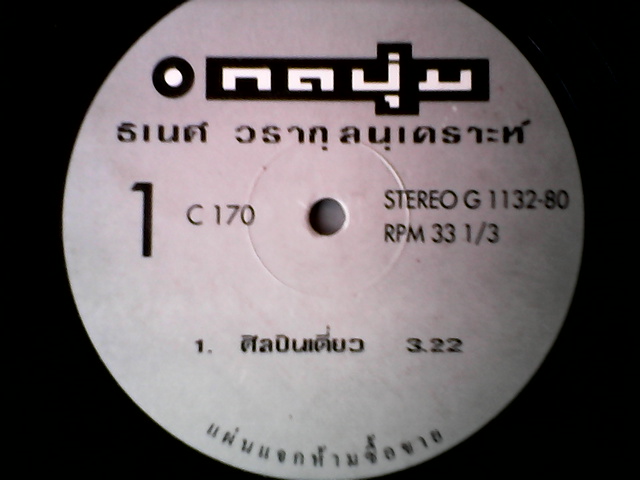 กดปุ่ม
ธเนศ วรากุลนุเคราะห์
1 C 170 STEREO G 1132-80
RPM 33 1/3
1. ศิลปินเดี่ยว 3.22
แผ่นแจกห้ามซื้อขาย